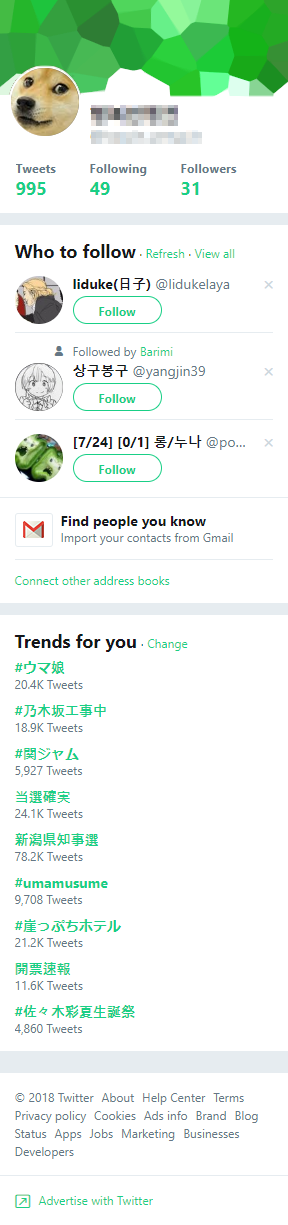 Tweets Following Followers
995 49 31
Who to follow · Refresh · View all
liduke(日子) @lidukelaya ×
Follow
Followed by Barimi
상구봉구 @yangjin39 ×
Follow
[7/24] [0/1] 롱/누나 @po... ×
Follow
Find people you know
Import your contacts from Gmail
Connect other address books
Trends for you · Change
#ウマ娘
20.4K Tweets
#乃木坂工事中
18.9K Tweets
#関ジャム
5,927 Tweets
当選確実
24.1K Tweets
新潟県知事選
78.2K Tweets
#umamusume
9,708 Tweets
#崖っぷちホテル
21.2K Tweets
開票速報
11.6K Tweets
#佐々木彩夏生誕祭
4,860 Tweets
© 2018 Twitter About Help Center Terms
Privacy policy Cookies Ads info Brand Blog
Status Apps Jobs Marketing Businesses
Developers
Advertise with Twitter